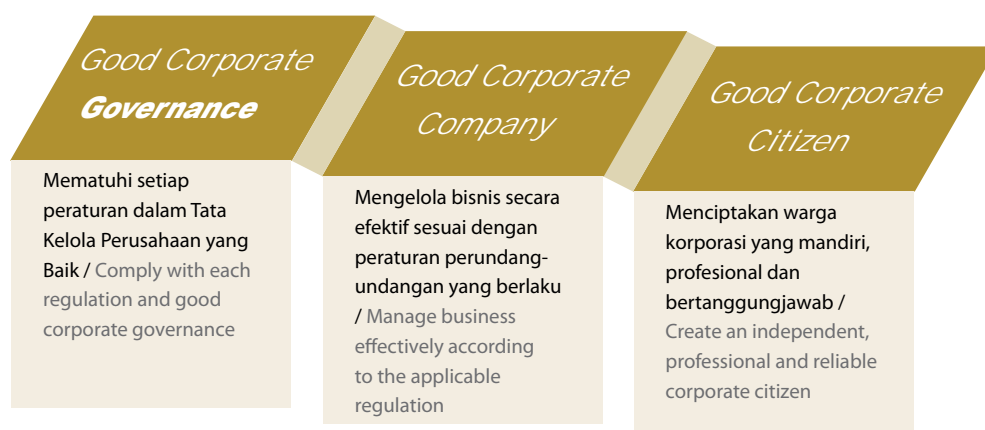 Good Corporate
Governance
Mematuhi setiap
peraturan dalam Tata
Kelola Perusahaan yang
Baik / Comply with each
regulation and good
corporate governance
Good Corporate
Company
Mengelola bisnis secara
efektif sesuai dengan
peraturan perundang-
undangan yang berlaku
/ Manage business
effectively according
to the applicable
regulation
Good Corporate
Citizen
Menciptakan warga
korporasi yang mandiri,
profesional dan
bertanggungjawab /
Create an independent,
professional and reliable
corporate citizen